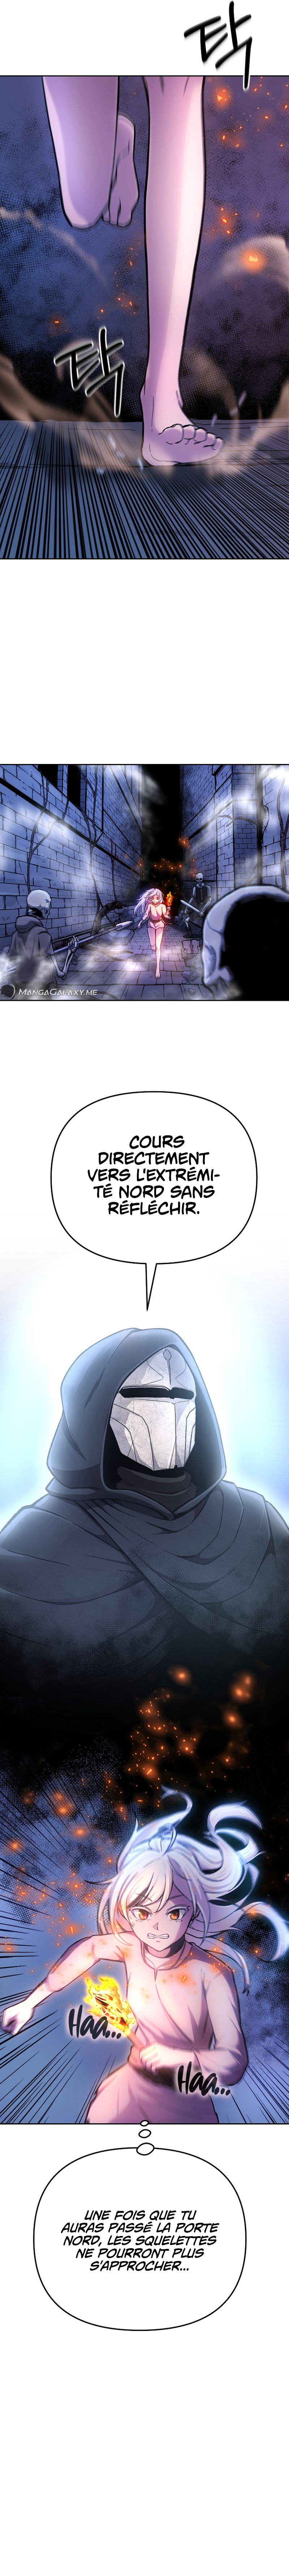 탁
탁
MANGAGALAXY.ME
COURS
DIRECTEMENT
VERS L'EXTRÉMI-
TÉ NORD SANS
RÉFLÉCHIR.
HAA...
HAA...
UNE FOIS QUE TU
AURAS PASSÉ LA PORTE
NORD, LES SQUELETTES
NE POURRONT PLUS
S'APPROCHER...